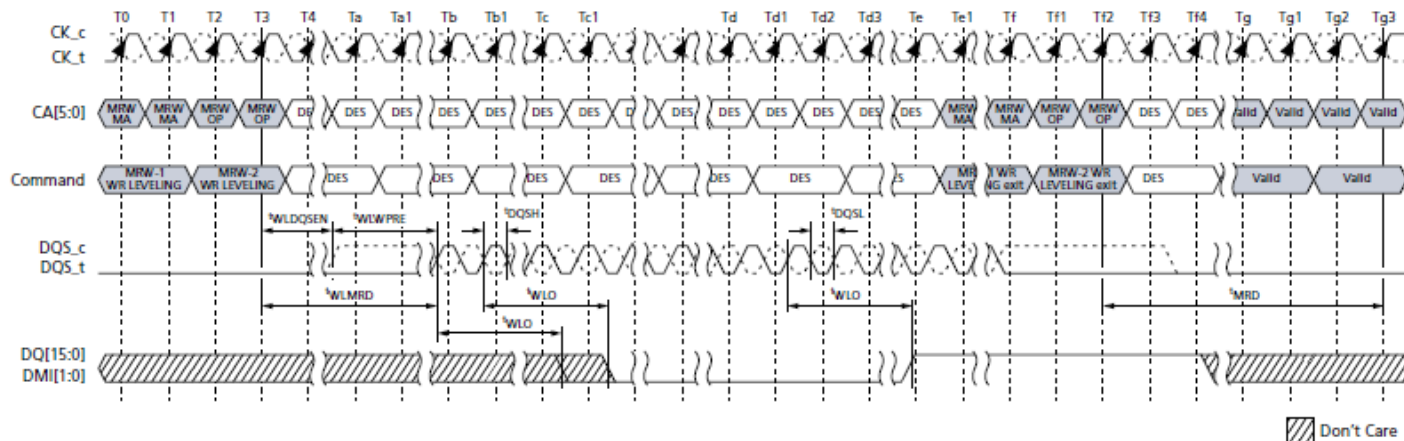 T0 T1 T2 T3 T4 Ta Ta1 Tb Tb1 Tc Tc1 Td Td1 Td2 Td3 Te Te1 Tf Tf1 Tf2 Tf3 Tf4 Tg Tg1 Tg2 Tg3
CK_c
CK_t
CA[5:0] MRW MA MRW MA MRW OP MRW OP DES DES DES DES DES DES DES DES DES DES DES DES MRW MA MRW OP MRW OP DES DES Valid Valid Valid
Command MRW-1 WR LEVELING MRW-2 WR LEVELING DES DES DES DES DES DES MRW-2 WR LEVELING exit DES Valid Valid
tWLDQSEN tWLWPRE tDQSH tDQSL
DQS_c
DQS_t
tWLMRD tWLO tWLO tMRD
tWLO
DQ[15:0]
DMI[1:0]
Don't Care